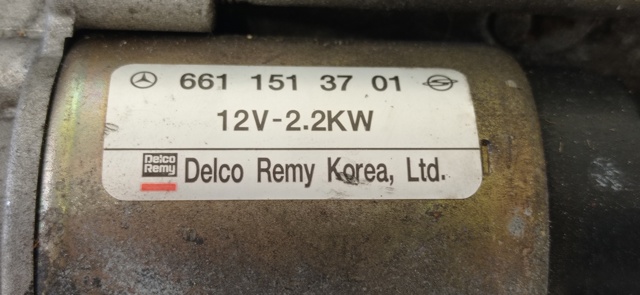 661 151 37 01
12V-2.2KW
Delco Remy
Delco Remy Korea, Ltd.